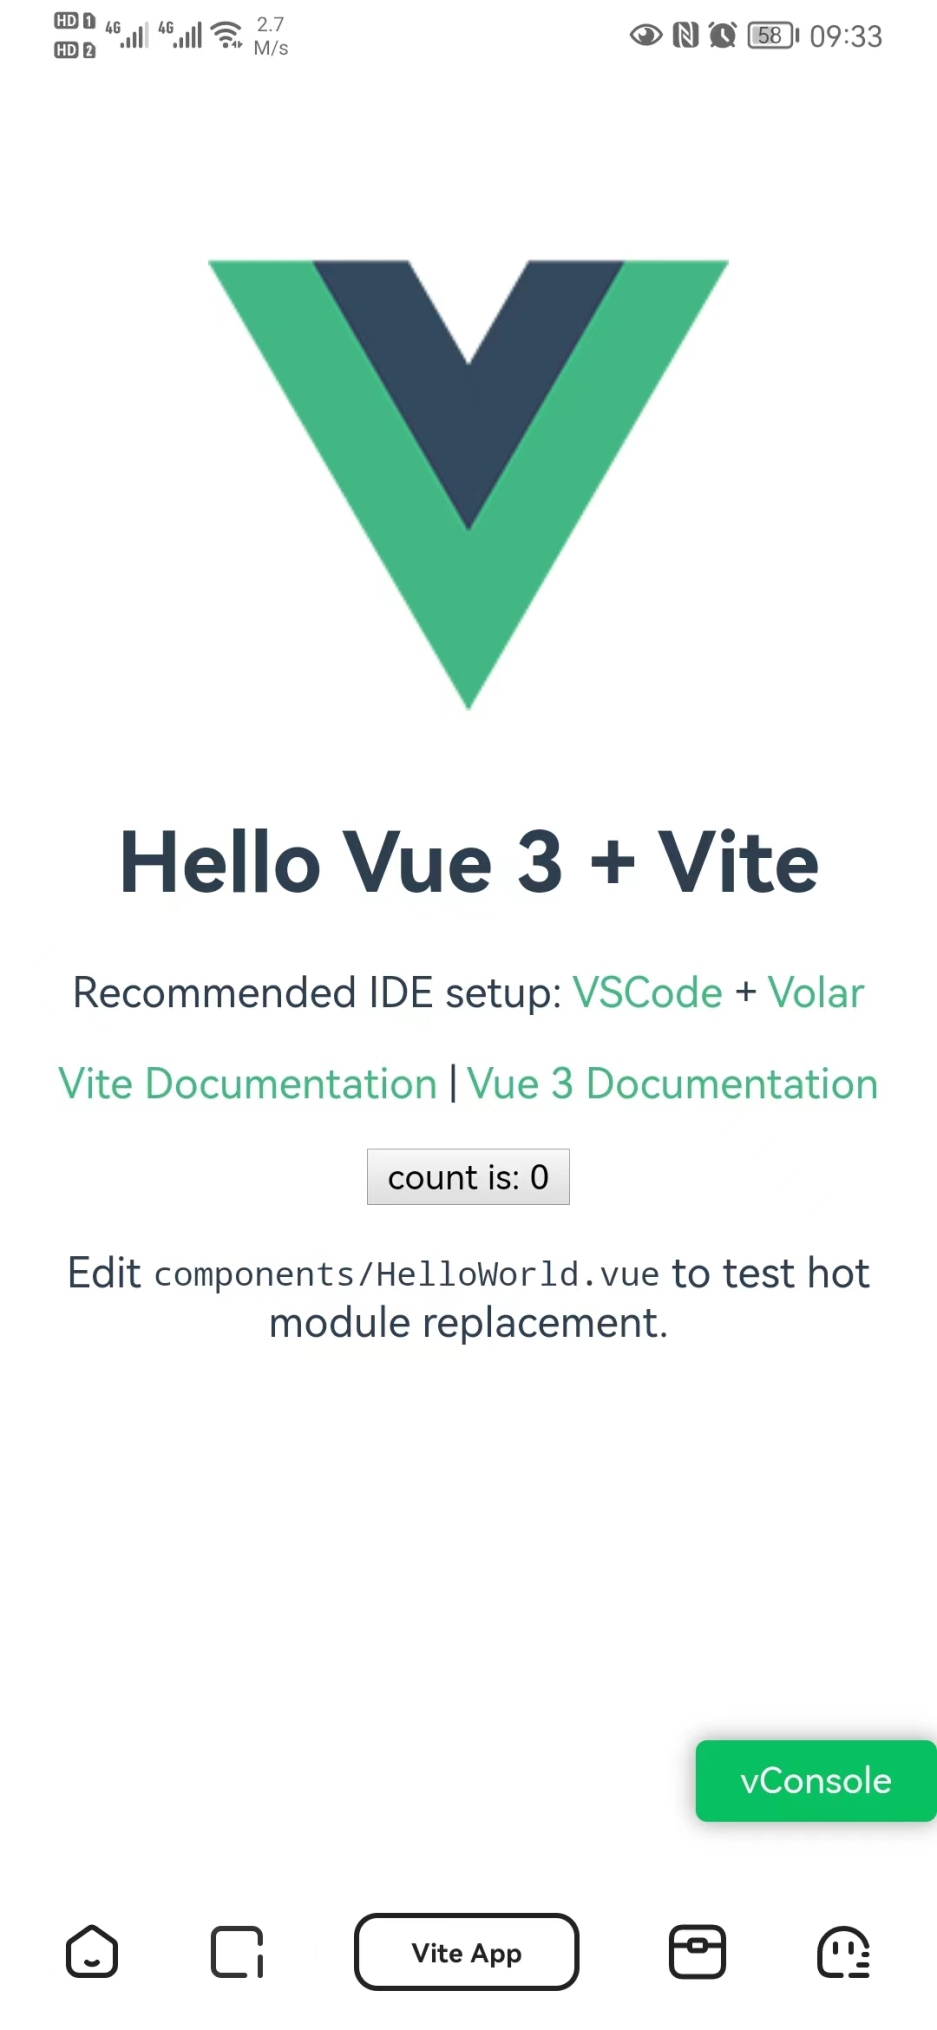 HD 1 4G 4G 2.7
HD 2 M/s
58 09:33
Hello Vue 3 + Vite
Recommended IDE setup: VSCode + Volar
Vite Documentation | Vue 3 Documentation
count is: 0
Edit components/HelloWorld.vue to test hot
module replacement.
vConsole
Vite App